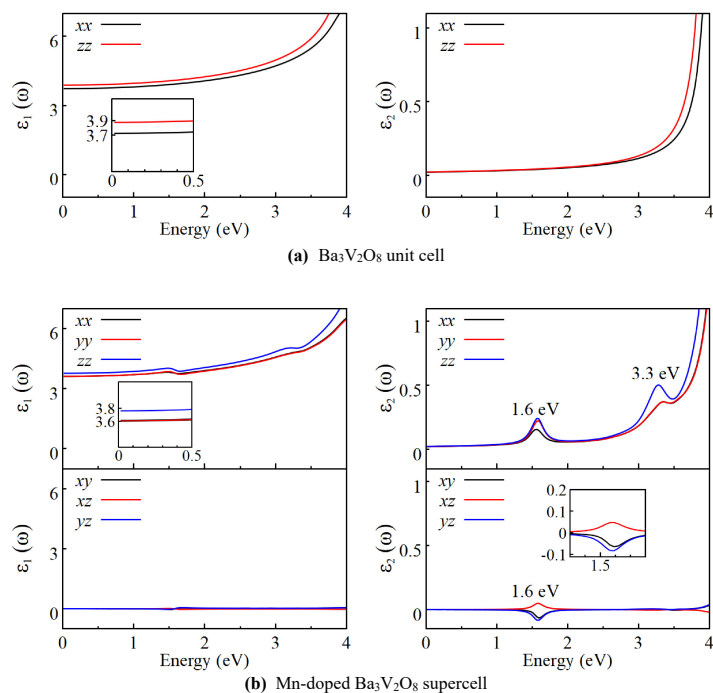 xx
zz
6
3
0
ε₁ (ω)
3.9
3.7
0
0.5
0
1
2
3
4
Energy (eV)
xx
zz
1
0.5
0
ε₂ (ω)
0
1
2
3
4
Energy (eV)
(a) Ba₃V₂O₈ unit cell
xx
yy
zz
6
3
0
ε₁ (ω)
3.8
3.6
0
0.5
xx
yy
zz
1
0.5
0
ε₂ (ω)
1.6 eV
3.3 eV
xy
xz
yz
6
3
0
ε₁ (ω)
0
1
2
3
4
Energy (eV)
xy
xz
yz
1
0.5
0
ε₂ (ω)
0.2
0.1
0
-0.1
1.5
1.6 eV
0
1
2
3
4
Energy (eV)
(b) Mn-doped Ba₃V₂O₈ supercell